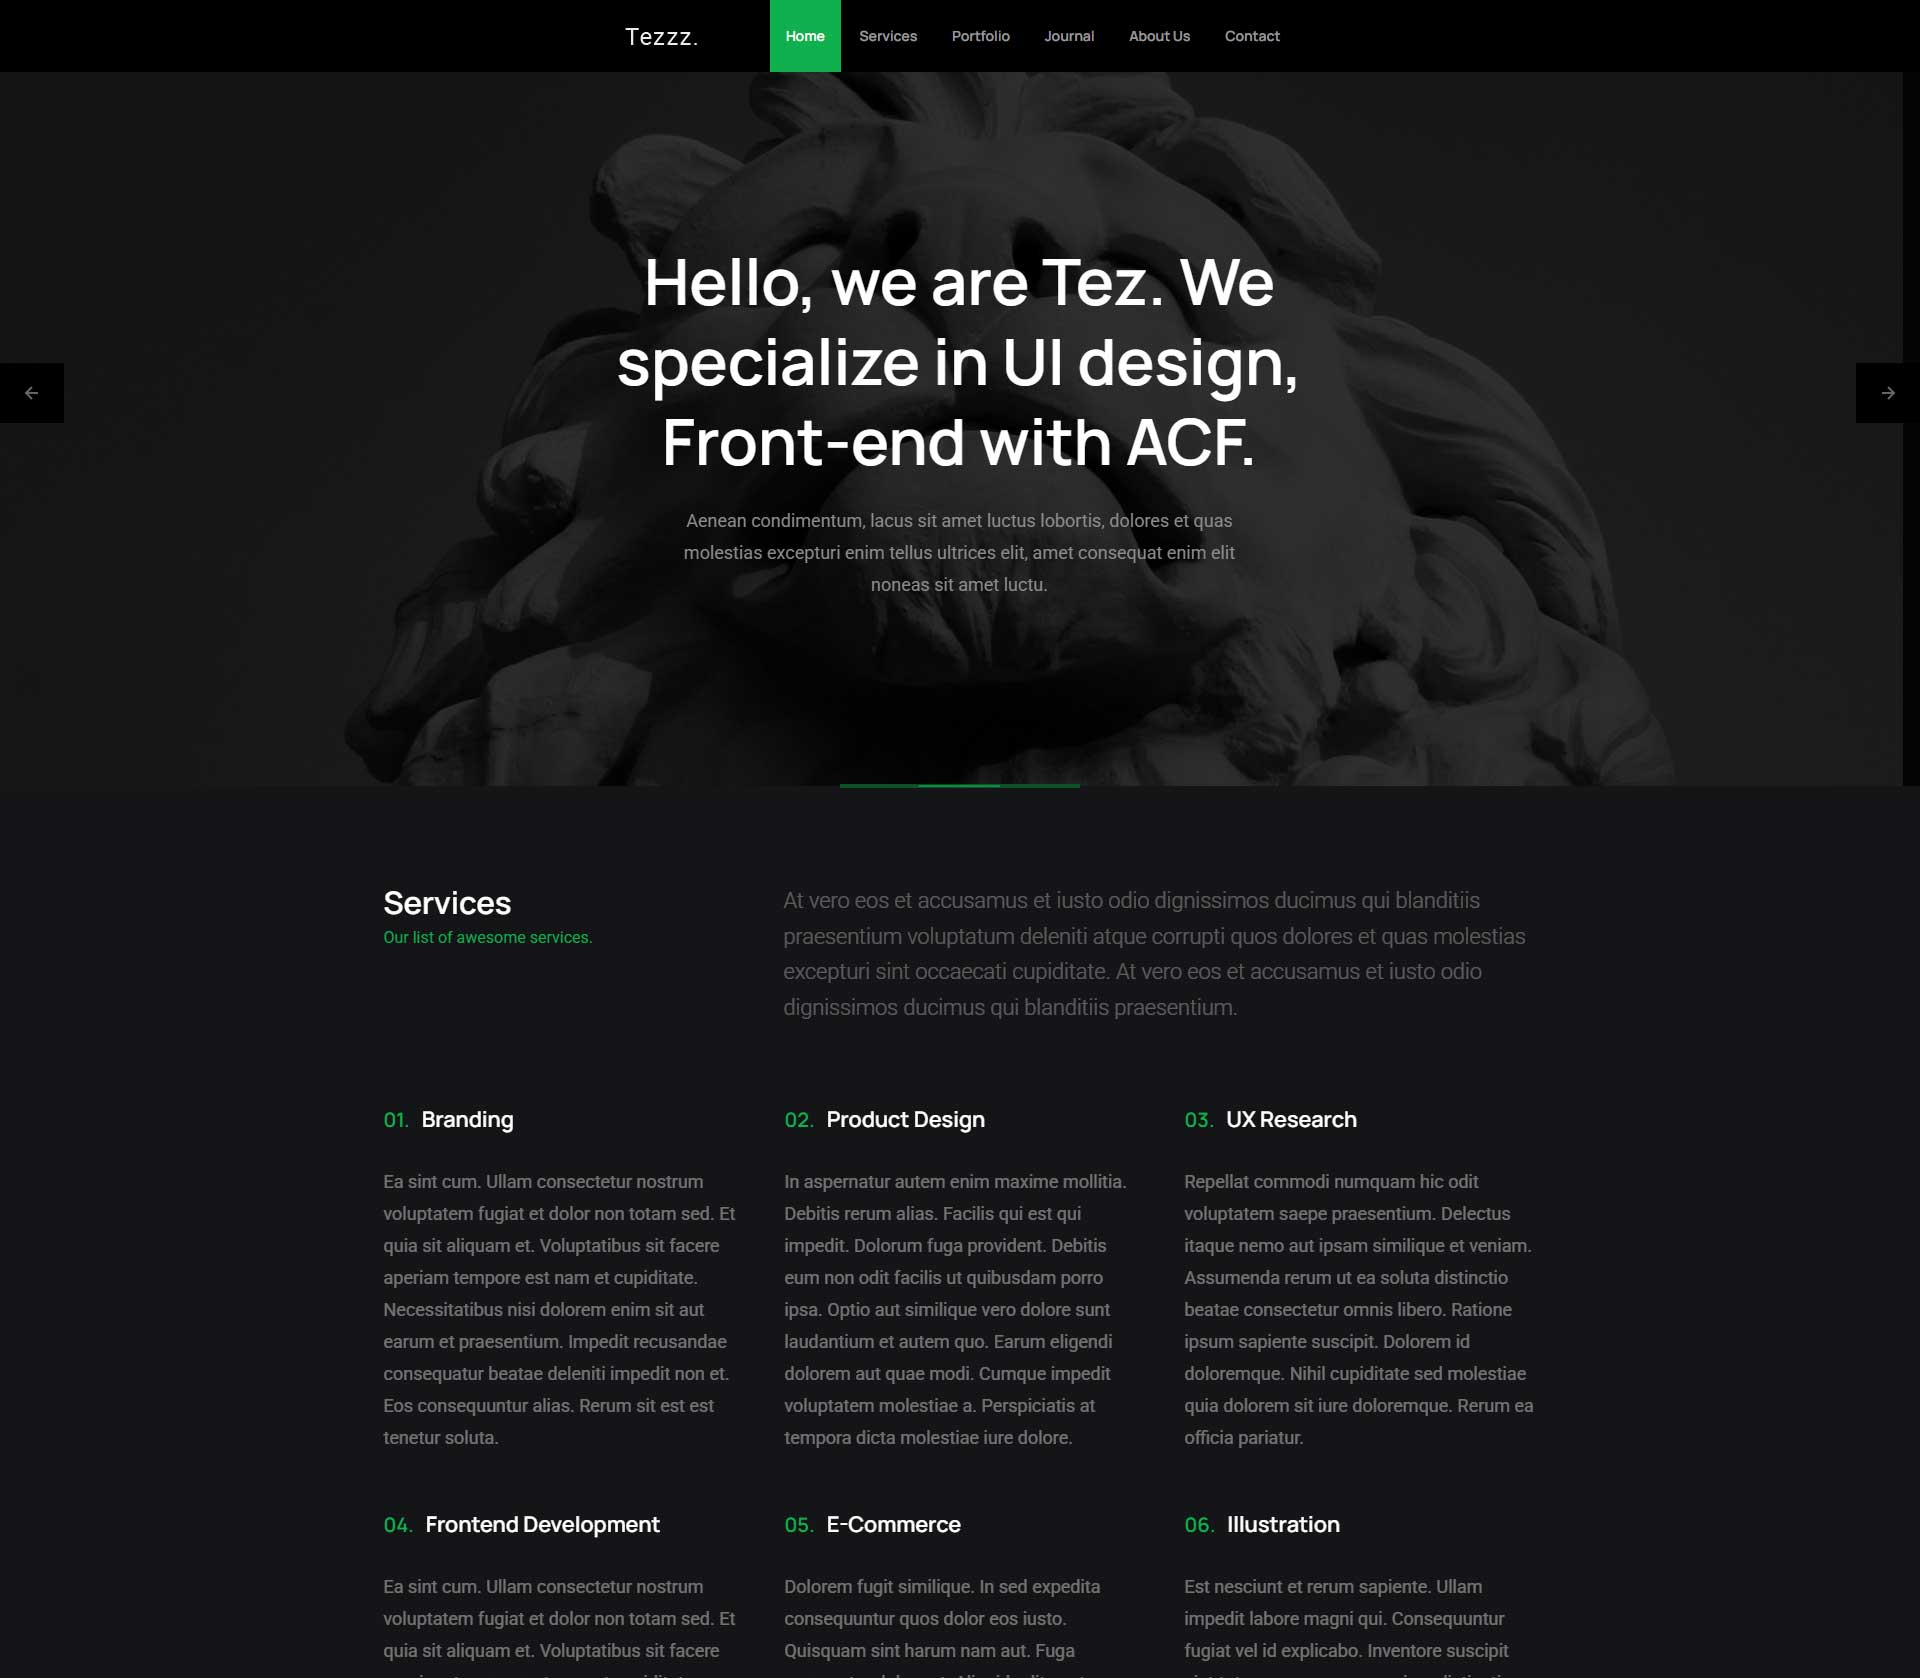 Tezzz.
Home Services Portfolio Journal About Us Contact
Hello, we are Tez. We
specialize in UI design,
Front-end with ACF.
Aenean condimentum, lacus sit amet luctus lobortis, dolores et quas
molestias excepturi enim tellus ultrices elit, amet consequat enim elit
noneas sit amet luctu.
Services
Our list of awesome services.
At vero eos et accusamus et iusto odio dignissimos ducimus qui blanditiis
praesentium voluptatum deleniti atque corrupti quos dolores et quas molestias
excepturi sint occaecati cupiditate. At vero eos et accusamus et iusto odio
dignissimos ducimus qui blanditiis praesentium.
01. Branding
Ea sint cum. Ullam consectetur nostrum
voluptatem fugiat et dolor non totam sed. Et
quia sit aliquam et. Voluptatibus sit facere
aperiam tempore est nam et cupiditate.
Necessitatibus nisi dolorem enim sit aut
earum et praesentium. Impedit recusandae
consequatur beatae deleniti impedit non et.
Eos consequuntur alias. Rerum sit est est
tenetur soluta.
02. Product Design
In aspernatur autem enim maxime mollitia.
Debitis rerum alias. Facilis qui est qui
impedit. Dolorum fuga provident. Debitis
eum non odit facilis ut quibusdam porro
ipsa. Optio aut similique vero dolore sunt
laudantium et autem quo. Earum eligendi
dolorem aut quae modi. Cumque impedit
voluptatem molestiae a. Perspiciatis at
tempora dicta molestiae iure dolore.
03. UX Research
Repellat commodi numquam hic odit
voluptatem saepe praesentium. Delectus
itaque nemo aut ipsam similique et veniam.
Assumenda rerum ut ea soluta distinctio
beatae consectetur omnis libero. Ratione
ipsum sapiente suscipit. Dolorem id
doloremque. Nihil cupiditate sed molestiae
quia dolorem sit iure doloremque. Rerum ea
officia pariatur.
04. Frontend Development
Ea sint cum. Ullam consectetur nostrum
voluptatem fugiat et dolor non totam sed. Et
quia sit aliquam et. Voluptatibus sit facere
05. E-Commerce
Dolorem fugit similique. In sed expedita
consequuntur quos dolor eos iusto.
Quisquam sint harum nam aut. Fuga
06. Illustration
Est nesciunt et rerum sapiente. Ullam
impedit labore magni qui. Consequuntur
fugiat vel id explicabo. Inventore suscipit